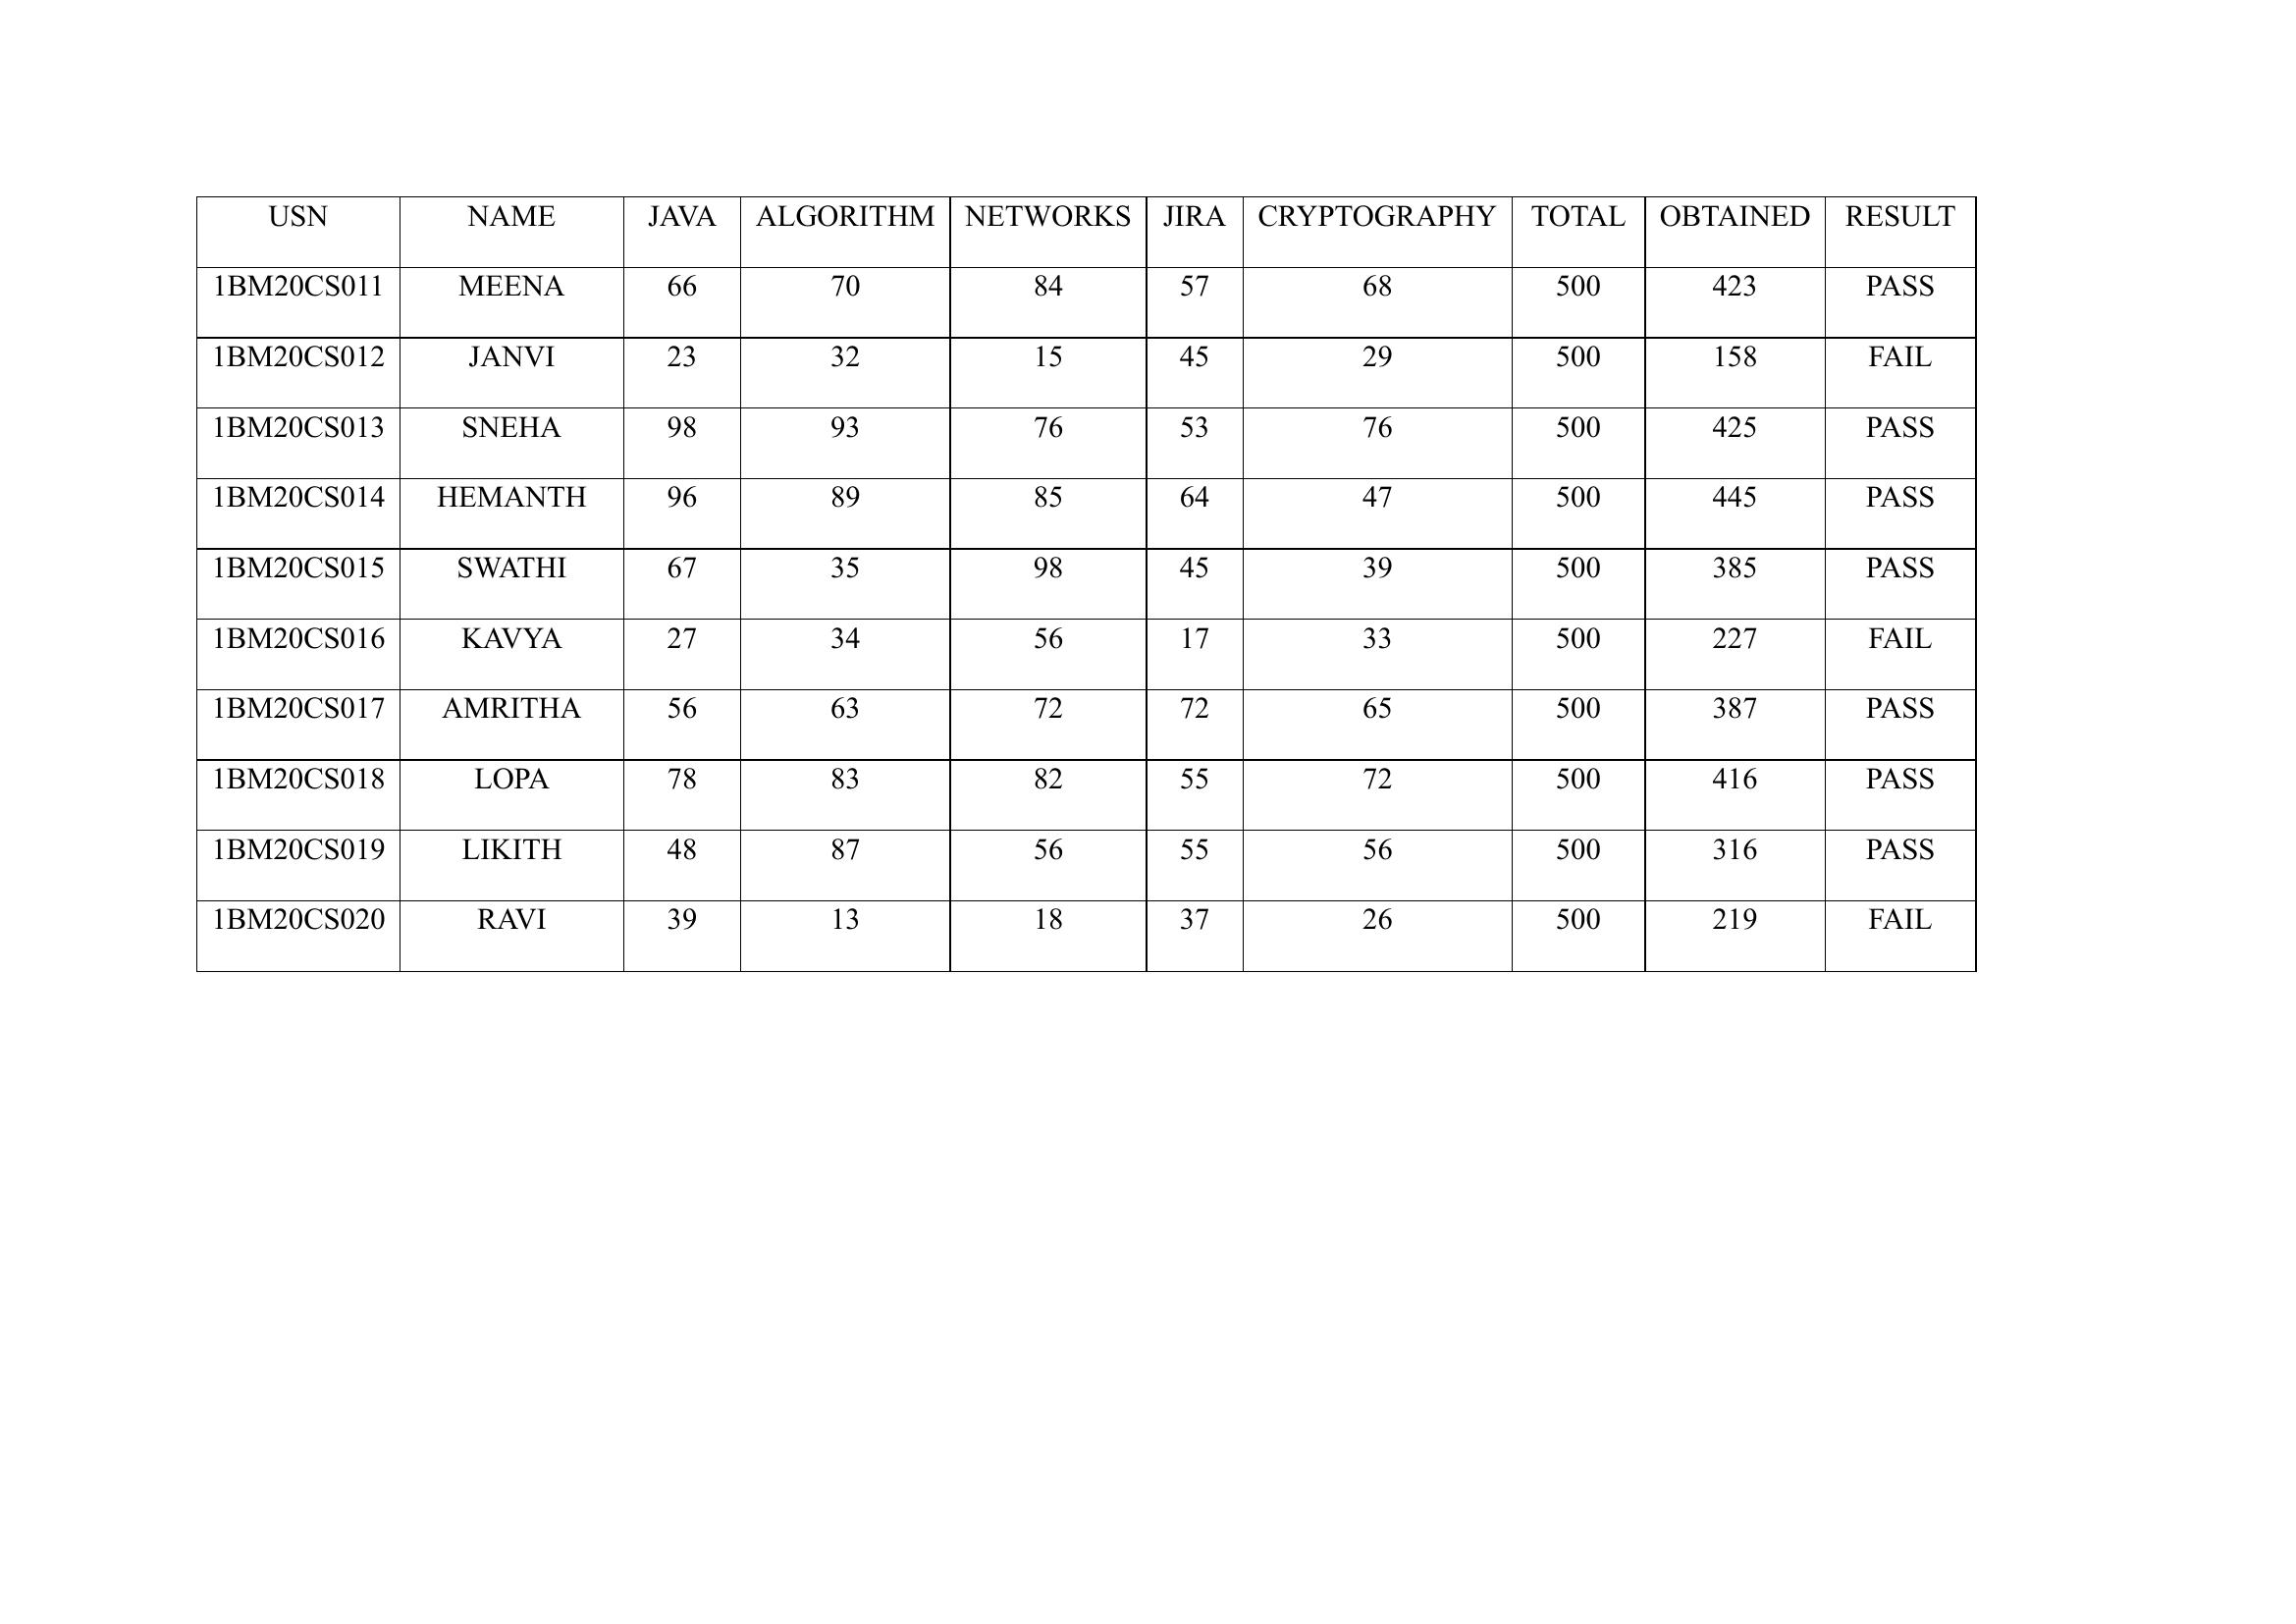 USN NAME JAVA ALGORITHM NETWORKS JIRA CRYPTOGRAPHY TOTAL OBTAINED RESULT
1BM20CS011 MEENA 66 70 84 57 68 500 423 PASS
1BM20CS012 JANVI 23 32 15 45 29 500 158 FAIL
1BM20CS013 SNEHA 98 93 76 53 76 500 425 PASS
1BM20CS014 HEMANTH 96 89 85 64 47 500 445 PASS
1BM20CS015 SWATHI 67 35 98 45 39 500 385 PASS
1BM20CS016 KAVYA 27 34 56 17 33 500 227 FAIL
1BM20CS017 AMRITHA 56 63 72 72 65 500 387 PASS
1BM20CS018 LOPA 78 83 82 55 72 500 416 PASS
1BM20CS019 LIKITH 48 87 56 55 56 500 316 PASS
1BM20CS020 RAVI 39 13 18 37 26 500 219 FAIL